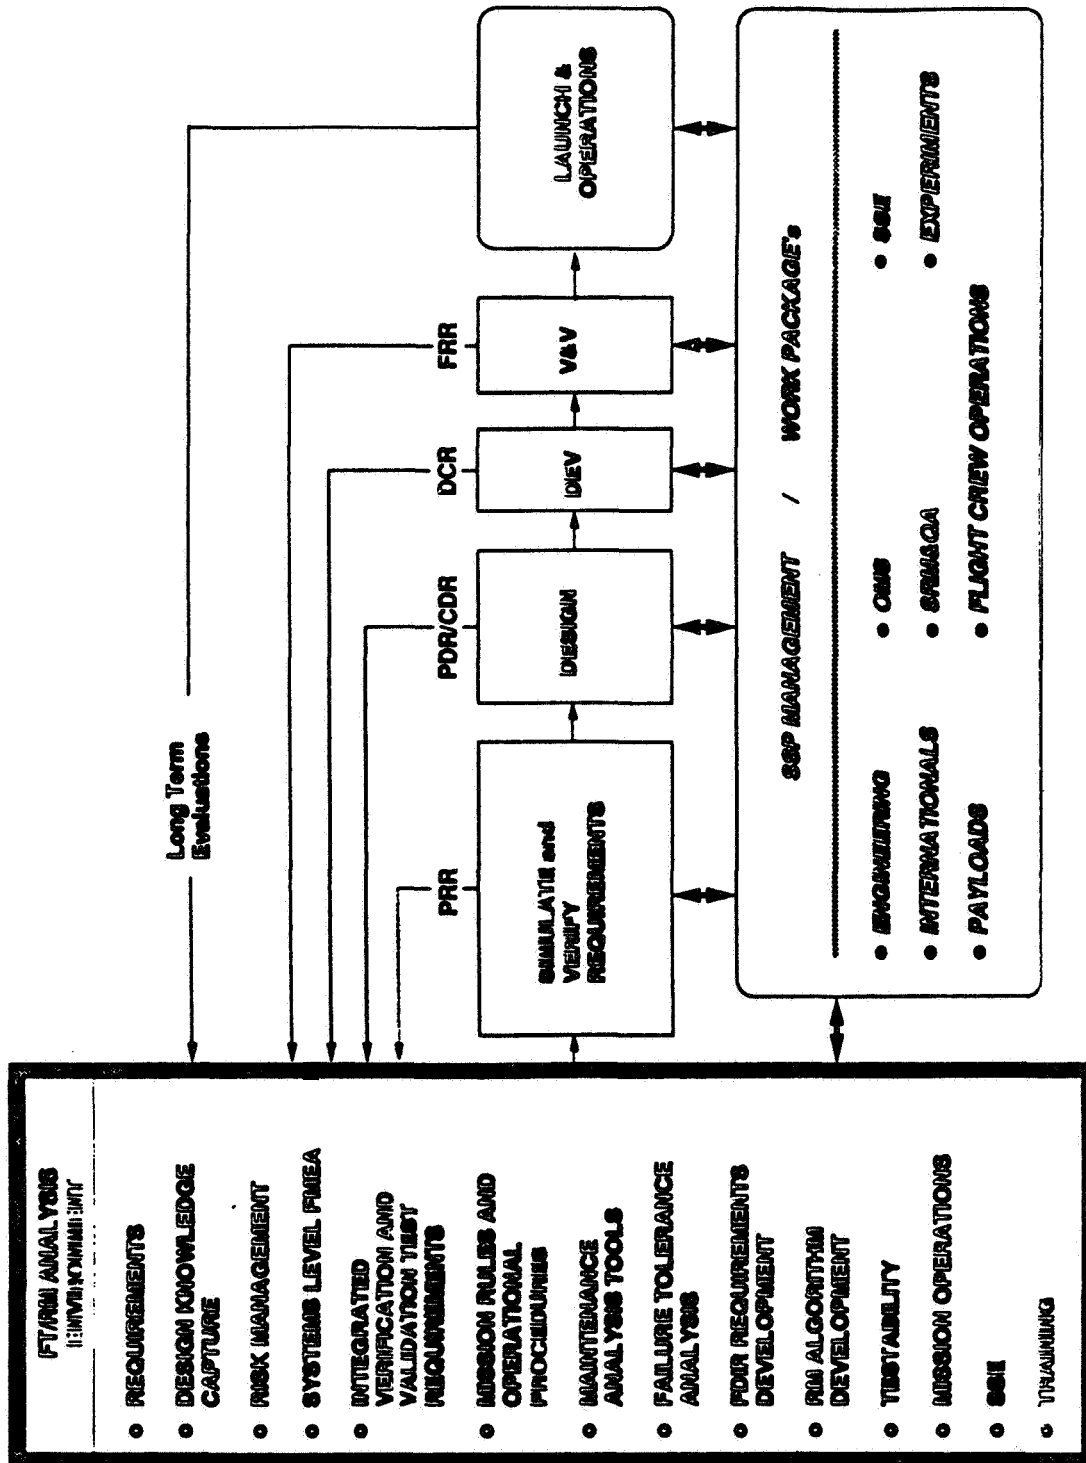 FT/RM ANALYSIS
ENVIRONMENT
● REQUIREMENTS
● DESIGN KNOWLEDGE
CAPTURE
● RISK MANAGEMENT
● SYSTEMS LEVEL FMEA
● INTEGRATED
VERIFICATION AND
VALIDATION TEST
REQUIREMENTS
● MISSION RULES AND
OPERATIONAL
PROCEDURES
● MAINTENANCE
ANALYSIS TOOLS
● FAILURE TOLERANCE
ANALYSIS
● FDIR REQUIREMENTS
DEVELOPMENT
● RM ALGORITHM
DEVELOPMENT
● TESTABILITY
● MISSION OPERATIONS
● SSE
● TRAINING
Long Term
Evaluations
PRR
PDR/CDR
DCR
FRR
SIMULATE and
VERIFY
REQUIREMENTS
DESIGN
DEV
V&V
LAUNCH &
OPERATIONS
SSP MANAGEMENT / WORK PACKAGE's
● ENGINEERING ● OMS ● SSE
● INTERNATIONALS ● SRM&QA ● EXPERIMENTS
● PAYLOADS ● FLIGHT CREW OPERATIONS